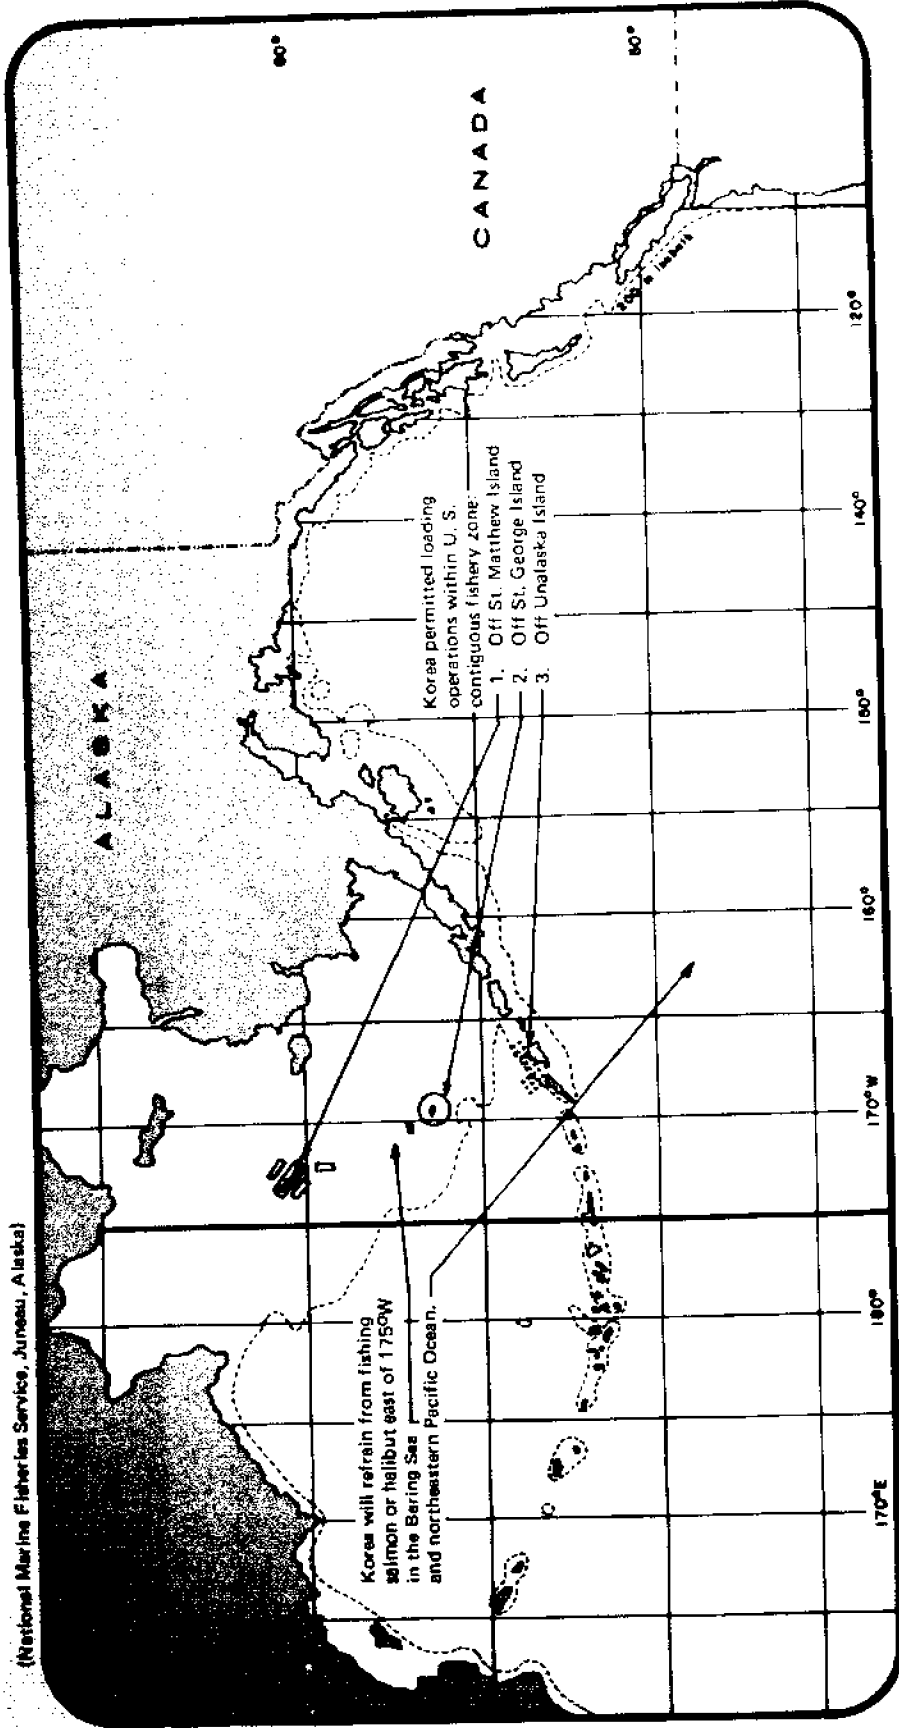 (National Marine Fisheries Service, Juneau, Alaska)
ALASKA
CANADA
60°
50°
Korea permitted loading
operations within U. S.
contiguous fishery zone:
1. Off St. Matthew Island
2. Off St. George Island
3. Off Unalaska Island
Korea will refrain from fishing
salmon or halibut east of 175°W
in the Bering Sea
and northeastern Pacific Ocean.
200 m Isobath
170°E
180°
170°W
160°
150°
140°
120°